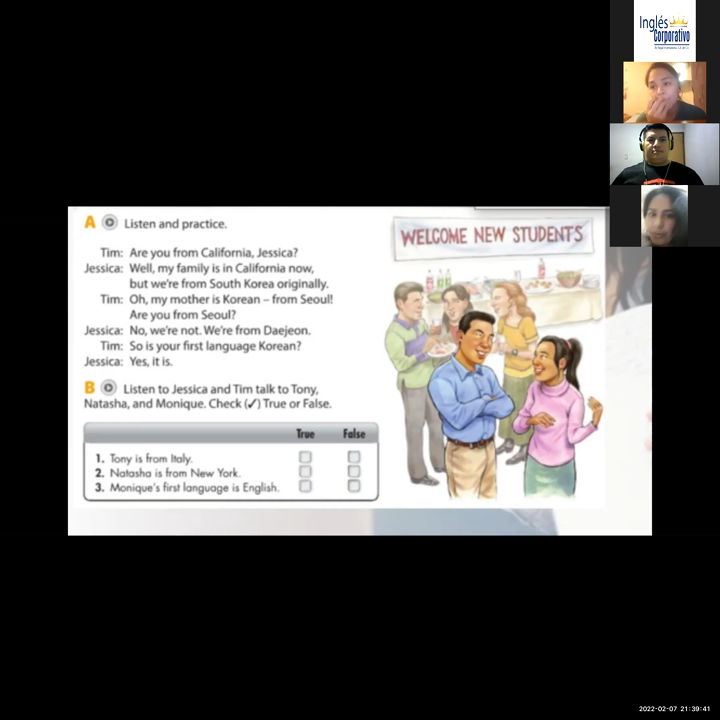 Inglés
Corporativo
WELCOME NEW STUDENTS
A Listen and practice.
Tim: Are you from California, Jessica?
Jessica: Well, my family is in California now,
but we're from South Korea originally.
Tim: Oh, my mother is Korean – from Seoul!
Are you from Seoul?
Jessica: No, we're not. We're from Daejeon.
Tim: So is your first language Korean?
Jessica: Yes, it is.
B Listen to Jessica and Tim talk to Tony,
Natasha, and Monique. Check (✓) True or False.
True False
1. Tony is from Italy.
2. Natasha is from New York.
3. Monique's first language is English.
2022-02-07 21:39:41